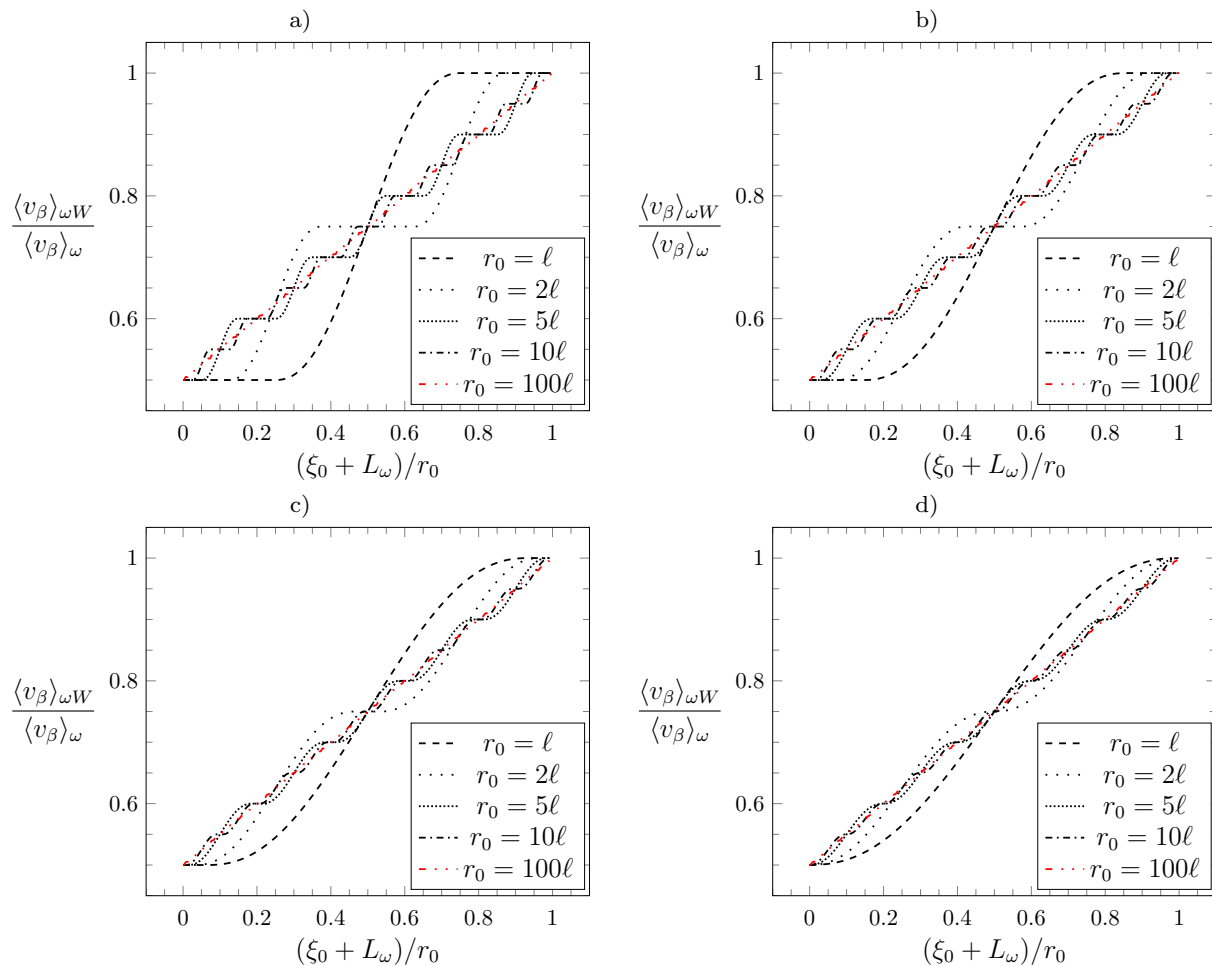 a)
1
0.8
0.6
⟨v_β⟩_{ωW}
⟨v_β⟩_ω
r_0 = ℓ
r_0 = 2ℓ
r_0 = 5ℓ
r_0 = 10ℓ
r_0 = 100ℓ
0 0.2 0.4 0.6 0.8 1
(ξ_0 + L_ω)/r_0
b)
1
0.8
0.6
⟨v_β⟩_{ωW}
⟨v_β⟩_ω
r_0 = ℓ
r_0 = 2ℓ
r_0 = 5ℓ
r_0 = 10ℓ
r_0 = 100ℓ
0 0.2 0.4 0.6 0.8 1
(ξ_0 + L_ω)/r_0
c)
1
0.8
0.6
⟨v_β⟩_{ωW}
⟨v_β⟩_ω
r_0 = ℓ
r_0 = 2ℓ
r_0 = 5ℓ
r_0 = 10ℓ
r_0 = 100ℓ
0 0.2 0.4 0.6 0.8 1
(ξ_0 + L_ω)/r_0
d)
1
0.8
0.6
⟨v_β⟩_{ωW}
⟨v_β⟩_ω
r_0 = ℓ
r_0 = 2ℓ
r_0 = 5ℓ
r_0 = 10ℓ
r_0 = 100ℓ
0 0.2 0.4 0.6 0.8 1
(ξ_0 + L_ω)/r_0